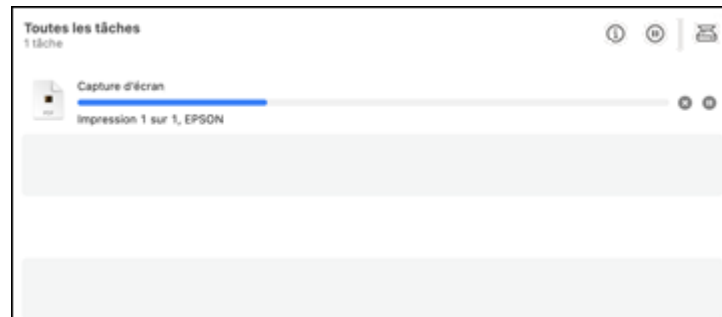 Toutes les tâches
1 tâche
Capture d'écran
Impression 1 sur 1, EPSON